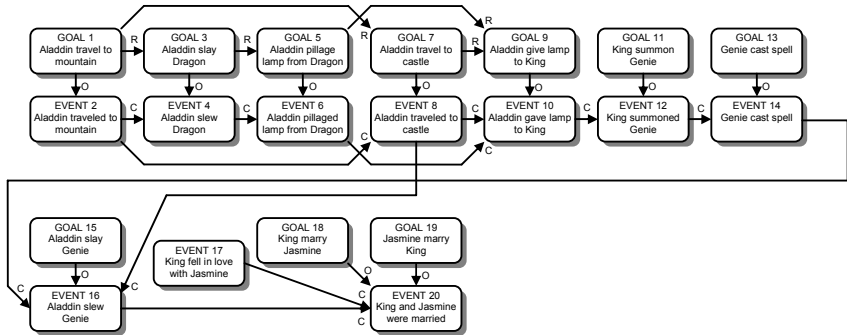 GOAL 1
Aladdin travel to
mountain
R
GOAL 3
Aladdin slay
Dragon
R
GOAL 5
Aladdin pillage
lamp from Dragon
R
GOAL 7
Aladdin travel to
castle
R
R
GOAL 9
Aladdin give lamp
to King
GOAL 11
King summon
Genie
GOAL 13
Genie cast spell
O
O
O
O
O
O
O
EVENT 2
Aladdin traveled to
mountain
C
EVENT 4
Aladdin slew
Dragon
C
EVENT 6
Aladdin pillaged
lamp from Dragon
C
EVENT 8
Aladdin traveled to
castle
C
C
EVENT 10
Aladdin gave lamp
to King
C
EVENT 12
King summoned
Genie
C
EVENT 14
Genie cast spell
GOAL 15
Aladdin slay
Genie
O
EVENT 17
King fell in love
with Jasmine
GOAL 18
King marry
Jasmine
O
GOAL 19
Jasmine marry
King
O
C
EVENT 16
Aladdin slew
Genie
C
C
C
EVENT 20
King and Jasmine
were married